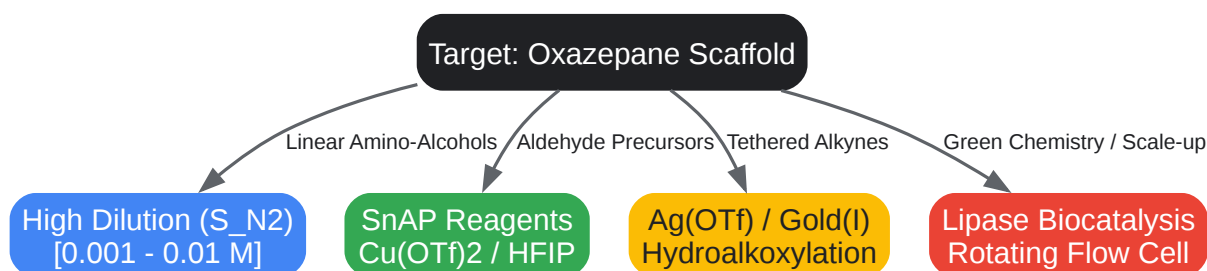 Target: Oxazepane Scaffold
Linear Amino-Alcohols
Aldehyde Precursors
Tethered Alkynes
Green Chemistry / Scale-up
High Dilution (S_N2)
[0.001 - 0.01 M]
SnAP Reagents
Cu(OTf)2 / HFIP
Ag(OTf) / Gold(I)
Hydroalkoxylation
Lipase Biocatalysis
Rotating Flow Cell